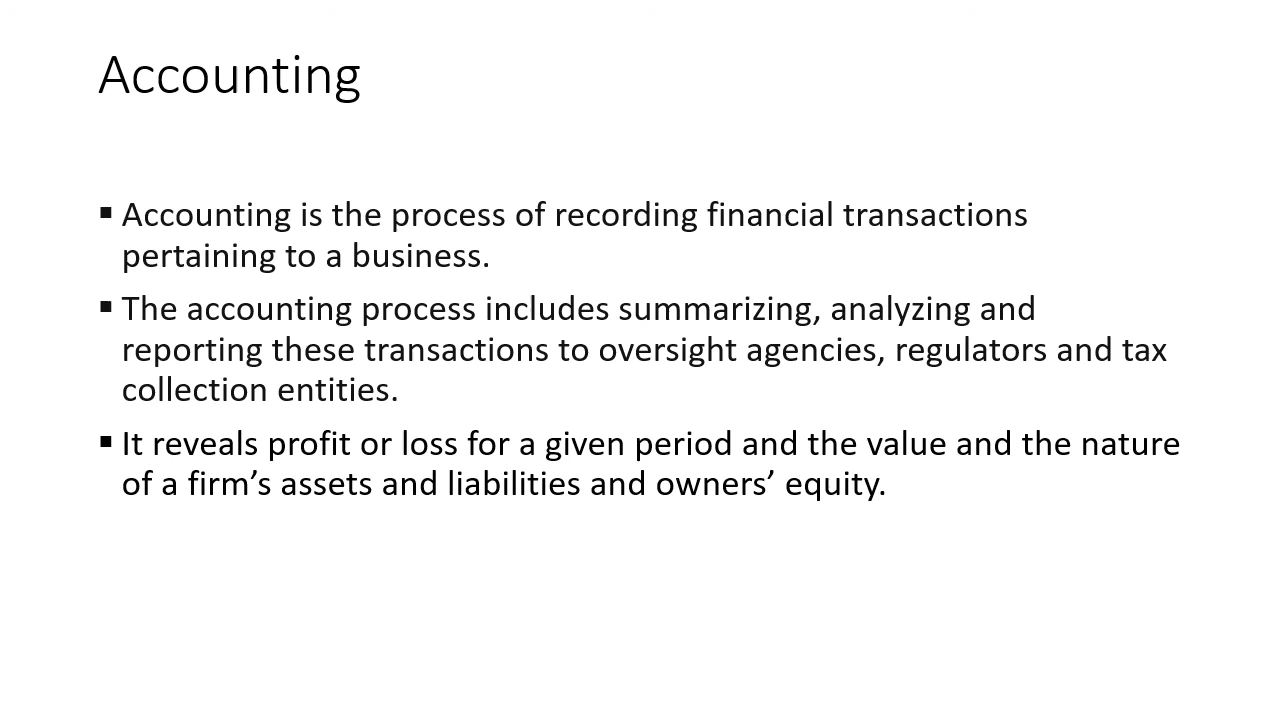 Accounting
▪ Accounting is the process of recording financial transactions
pertaining to a business.
▪ The accounting process includes summarizing, analyzing and
reporting these transactions to oversight agencies, regulators and tax
collection entities.
▪ It reveals profit or loss for a given period and the value and the nature
of a firm’s assets and liabilities and owners’ equity.